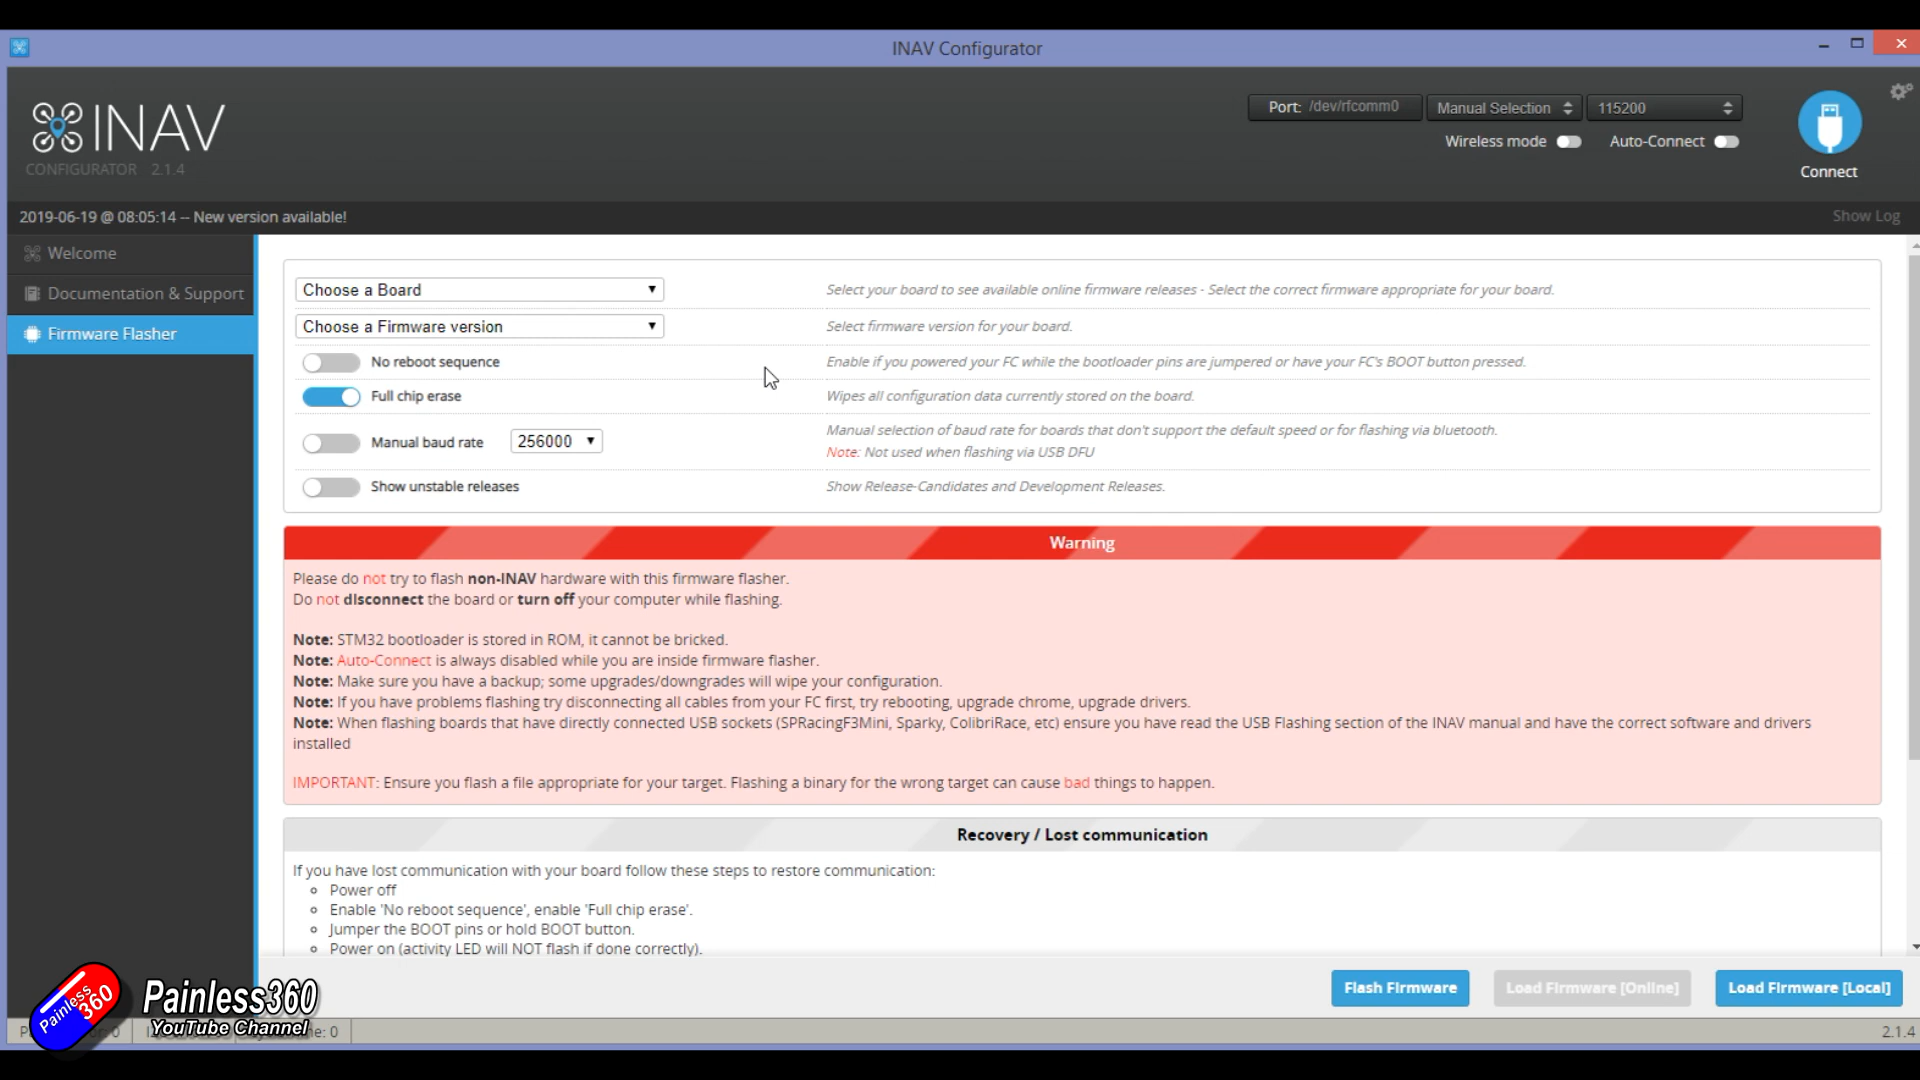 INAV Configurator
INAV
CONFIGURATOR 2.1.4
Port: /dev/rfcomm0
Manual Selection
115200
Wireless mode
Auto-Connect
Connect
2019-06-19 @ 08:05:14 -- New version available!
Show Log
Welcome
Documentation & Support
Firmware Flasher
Choose a Board
Select your board to see available online firmware releases - Select the correct firmware appropriate for your board.
Choose a Firmware version
Select firmware version for your board.
No reboot sequence
Enable if you powered your FC while the bootloader pins are jumpered or have your FC's BOOT button pressed.
Full chip erase
Wipes all configuration data currently stored on the board.
Manual baud rate 256000
Manual selection of baud rate for boards that don't support the default speed or for flashing via bluetooth.
Note: Not used when flashing via USB DFU
Show unstable releases
Show Release-Candidates and Development Releases.
Warning
Please do not try to flash non-INAV hardware with this firmware flasher.
Do not disconnect the board or turn off your computer while flashing.
Note: STM32 bootloader is stored in ROM, it cannot be bricked.
Note: Auto-Connect is always disabled while you are inside firmware flasher.
Note: Make sure you have a backup; some upgrades/downgrades will wipe your configuration.
Note: If you have problems flashing try disconnecting all cables from your FC first, try rebooting, upgrade chrome, upgrade drivers.
Note: When flashing boards that have directly connected USB sockets (SPRacingF3Mini, Sparky, ColibriRace, etc) ensure you have read the USB Flashing section of the INAV manual and have the correct software and drivers
installed
IMPORTANT: Ensure you flash a file appropriate for your target. Flashing a binary for the wrong target can cause bad things to happen.
Recovery / Lost communication
If you have lost communication with your board follow these steps to restore communication:
Power off
Enable 'No reboot sequence', enable 'Full chip erase'.
Jumper the BOOT pins or hold BOOT button.
Power on (activity LED will NOT flash if done correctly).
Flash Firmware
Load Firmware [Online]
Load Firmware [Local]
Painless360
Painless360
YouTube Channel
2.1.4